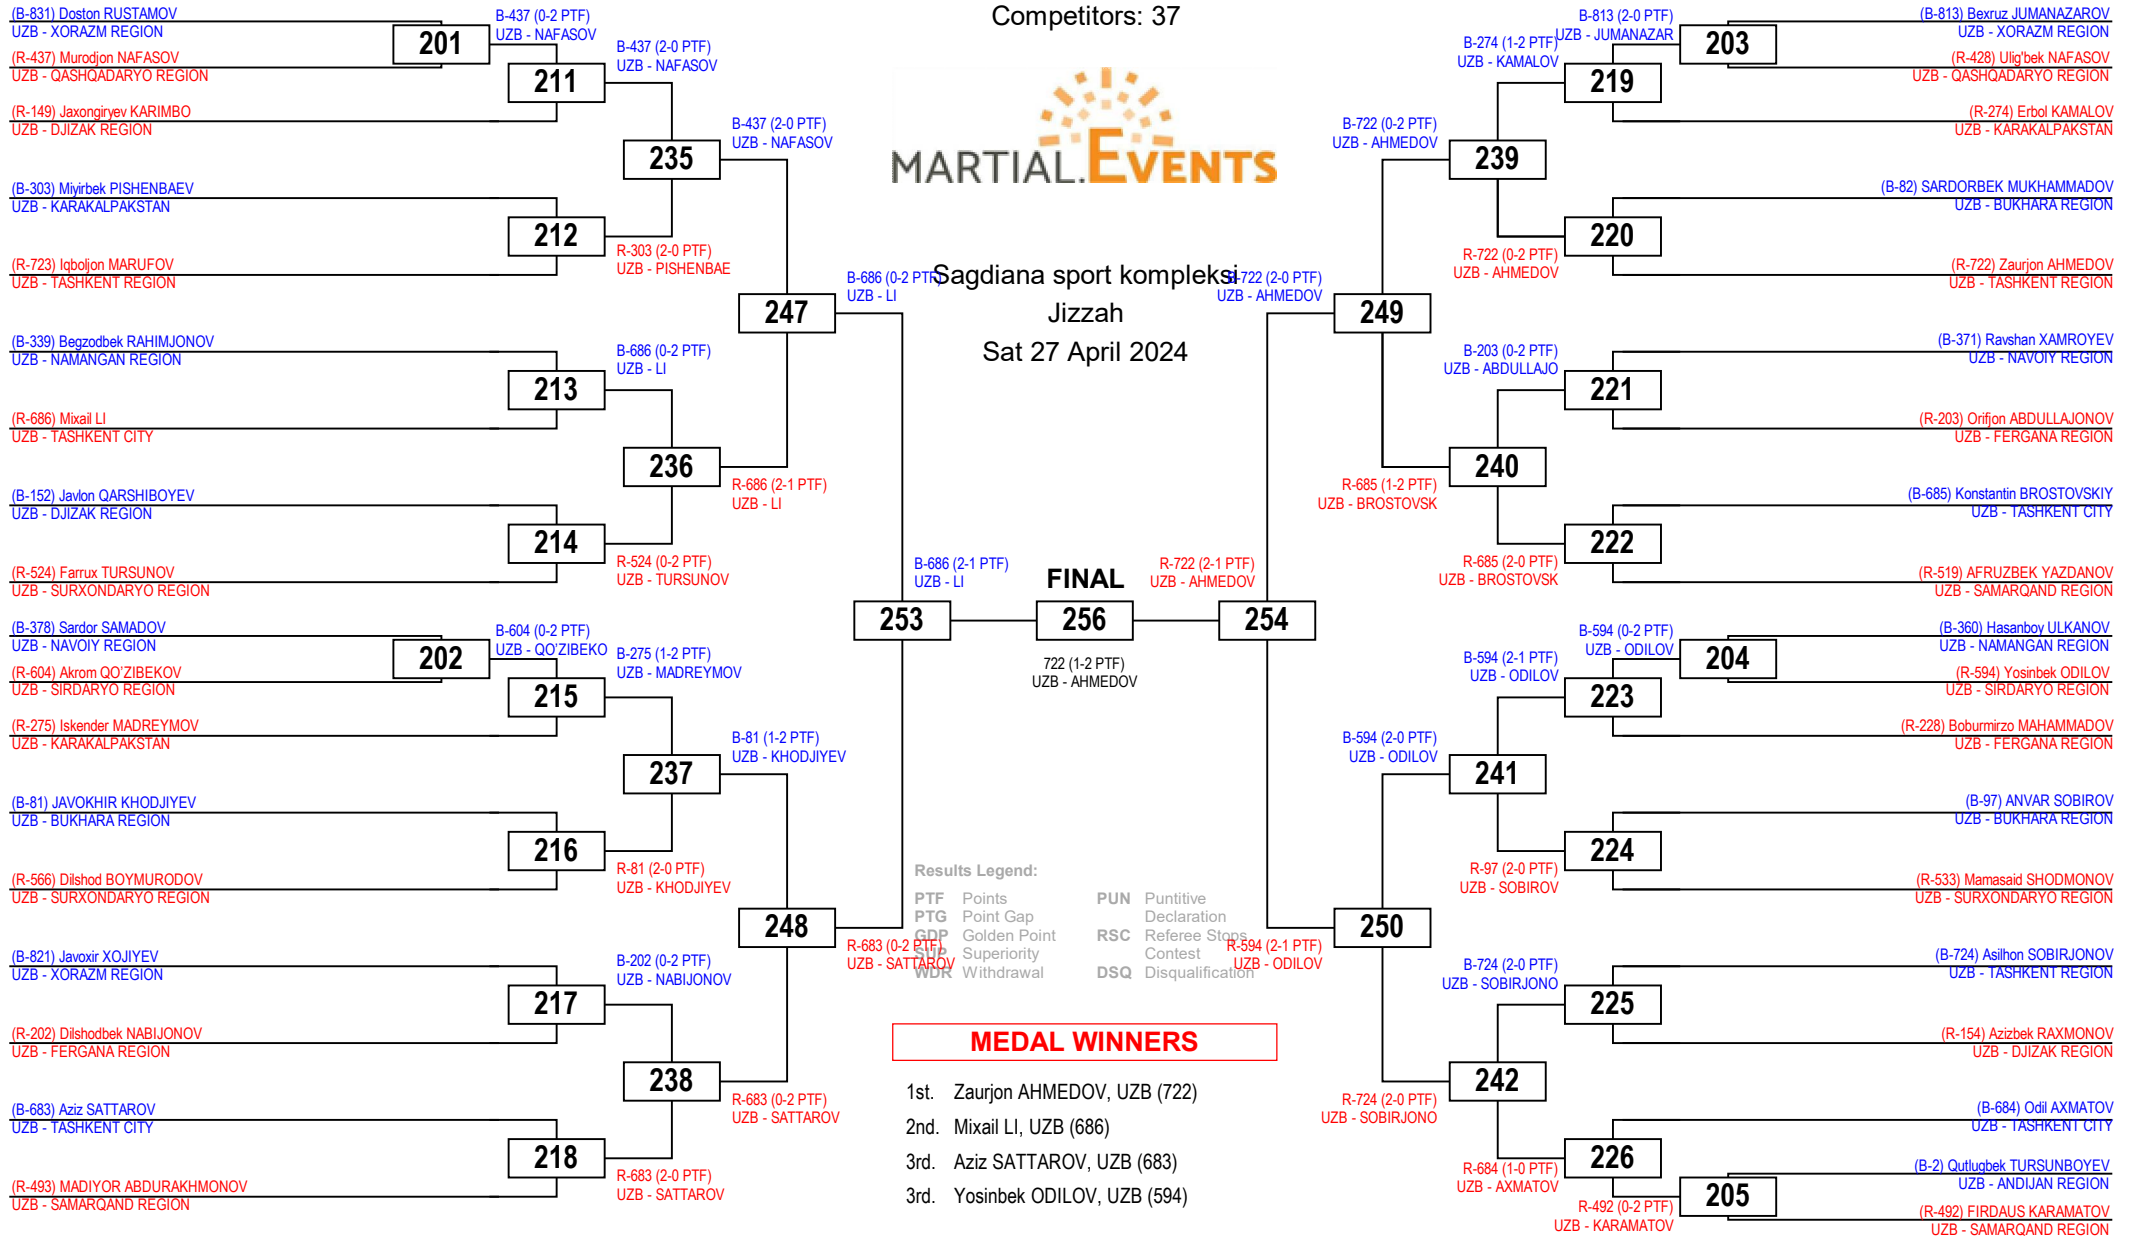 Competitors: 37
MARTIAL.EVENTS
Sagdiana sport kompleksi
Jizzah
Sat 27 April 2024
(B-831) Doston RUSTAMOV
UZB - XORAZM REGION
(R-437) Murodjon NAFASOV
UZB - QASHQADARYO REGION
201
B-437 (0-2 PTF)
UZB - NAFASOV
(R-149) Jaxongiryev KARIMBO
UZB - DJIZAK REGION
211
B-437 (2-0 PTF)
UZB - NAFASOV
(B-303) Miyirbek PISHENBAEV
UZB - KARAKALPAKSTAN
(R-723) Iqboljon MARUFOV
UZB - TASHKENT REGION
212
R-303 (2-0 PTF)
UZB - PISHENBAE
235
B-437 (2-0 PTF)
UZB - NAFASOV
(B-339) Begzodbek RAHIMJONOV
UZB - NAMANGAN REGION
(R-686) Mixail LI
UZB - TASHKENT CITY
213
B-686 (0-2 PTF)
UZB - LI
(B-152) Javlon QARSHIBOYEV
UZB - DJIZAK REGION
(R-524) Farrux TURSUNOV
UZB - SURXONDARYO REGION
214
R-524 (0-2 PTF)
UZB - TURSUNOV
236
R-686 (2-1 PTF)
UZB - LI
247
B-686 (0-2 PTF)
UZB - LI
(B-378) Sardor SAMADOV
UZB - NAVOIY REGION
(R-604) Akrom QO'ZIBEKOV
UZB - SIRDARYO REGION
202
B-604 (0-2 PTF)
UZB - QO'ZIBEKO
(R-275) Iskender MADREYMOV
UZB - KARAKALPAKSTAN
215
B-275 (1-2 PTF)
UZB - MADREYMOV
(B-81) JAVOKHIR KHODJIYEV
UZB - BUKHARA REGION
(R-566) Dilshod BOYMURODOV
UZB - SURXONDARYO REGION
216
R-81 (2-0 PTF)
UZB - KHODJIYEV
237
B-81 (1-2 PTF)
UZB - KHODJIYEV
(B-821) Javoxir XOJIYEV
UZB - XORAZM REGION
(R-202) Dilshodbek NABIJONOV
UZB - FERGANA REGION
217
B-202 (0-2 PTF)
UZB - NABIJONOV
(B-683) Aziz SATTAROV
UZB - TASHKENT CITY
(R-493) MADIYOR ABDURAKHMONOV
UZB - SAMARQAND REGION
218
R-683 (2-0 PTF)
UZB - SATTAROV
238
R-683 (0-2 PTF)
UZB - SATTAROV
248
R-683 (0-2 PTF)
UZB - SATTAROV
253
B-686 (2-1 PTF)
UZB - LI
FINAL
256
722 (1-2 PTF)
UZB - AHMEDOV
R-722 (2-1 PTF)
UZB - AHMEDOV
254
B-722 (2-0 PTF)
UZB - AHMEDOV
249
B-722 (0-2 PTF)
UZB - AHMEDOV
239
B-274 (1-2 PTF)
UZB - KAMALOV
219
B-813 (2-0 PTF)
UZB - JUMANAZAR
203
(B-813) Bexruz JUMANAZAROV
UZB - XORAZM REGION
(R-428) Ulig'bek NAFASOV
UZB - QASHQADARYO REGION
(R-274) Erbol KAMALOV
UZB - KARAKALPAKSTAN
(B-82) SARDORBEK MUKHAMMADOV
UZB - BUKHARA REGION
220
R-722 (0-2 PTF)
UZB - AHMEDOV
(R-722) Zaurjon AHMEDOV
UZB - TASHKENT REGION
(B-371) Ravshan XAMROYEV
UZB - NAVOIY REGION
221
B-203 (0-2 PTF)
UZB - ABDULLAJO
(R-203) Orifjon ABDULLAJONOV
UZB - FERGANA REGION
240
R-685 (1-2 PTF)
UZB - BROSTOVSK
(B-685) Konstantin BROSTOVSKIY
UZB - TASHKENT CITY
222
R-685 (2-0 PTF)
UZB - BROSTOVSK
(R-519) AFRUZBEK YAZDANOV
UZB - SAMARQAND REGION
B-594 (0-2 PTF)
UZB - ODILOV
204
(B-360) Hasanboy ULKANOV
UZB - NAMANGAN REGION
(R-594) Yosinbek ODILOV
UZB - SIRDARYO REGION
B-594 (2-1 PTF)
UZB - ODILOV
223
(R-228) Boburmirzo MAHAMMADOV
UZB - FERGANA REGION
B-594 (2-0 PTF)
UZB - ODILOV
241
(B-97) ANVAR SOBIROV
UZB - BUKHARA REGION
224
R-97 (2-0 PTF)
UZB - SOBIROV
(R-533) Mamasaid SHODMONOV
UZB - SURXONDARYO REGION
250
R-594 (2-1 PTF)
UZB - ODILOV
B-724 (2-0 PTF)
UZB - SOBIRJONO
225
(B-724) Asilhon SOBIRJONOV
UZB - TASHKENT REGION
(R-154) Azizbek RAXMONOV
UZB - DJIZAK REGION
242
R-724 (2-0 PTF)
UZB - SOBIRJONO
(B-684) Odil AXMATOV
UZB - TASHKENT CITY
226
R-684 (1-0 PTF)
UZB - AXMATOV
(B-2) Qutlugbek TURSUNBOYEV
UZB - ANDIJAN REGION
205
R-492 (0-2 PTF)
UZB - KARAMATOV
(R-492) FIRDAUS KARAMATOV
UZB - SAMARQAND REGION
Results Legend:
PTF Points
PTG Point Gap
GDP Golden Point
SUP Superiority
WDR Withdrawal
PUN Puntitive
Declaration
RSC Referee Stops
Contest
DSQ Disqualification
MEDAL WINNERS
1st. Zaurjon AHMEDOV, UZB (722)
2nd. Mixail LI, UZB (686)
3rd. Aziz SATTAROV, UZB (683)
3rd. Yosinbek ODILOV, UZB (594)